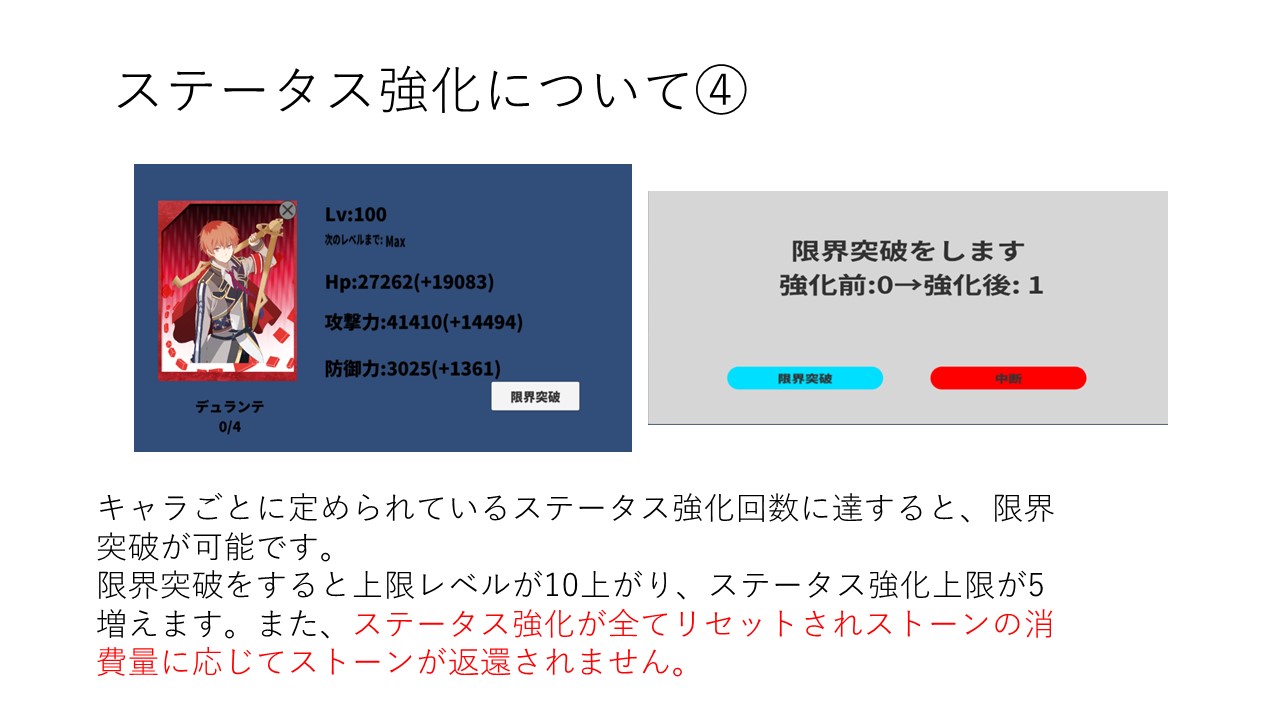 ステータス強化について④
Lv:100
次のレベルまで: Max
Hp:27262(+19083)
攻撃力:41410(+14494)
防御力:3025(+1361)
限界突破
デュランテ
0/4
限界突破をします
強化前:0→強化後: 1
限界突破
中断
キャラごとに定められているステータス強化回数に達すると、限界
突破が可能です。
限界突破をすると上限レベルが10上がり、ステータス強化上限が5
増えます。また、ステータス強化が全てリセットされストーンの消
費量に応じてストーンが返還されません。